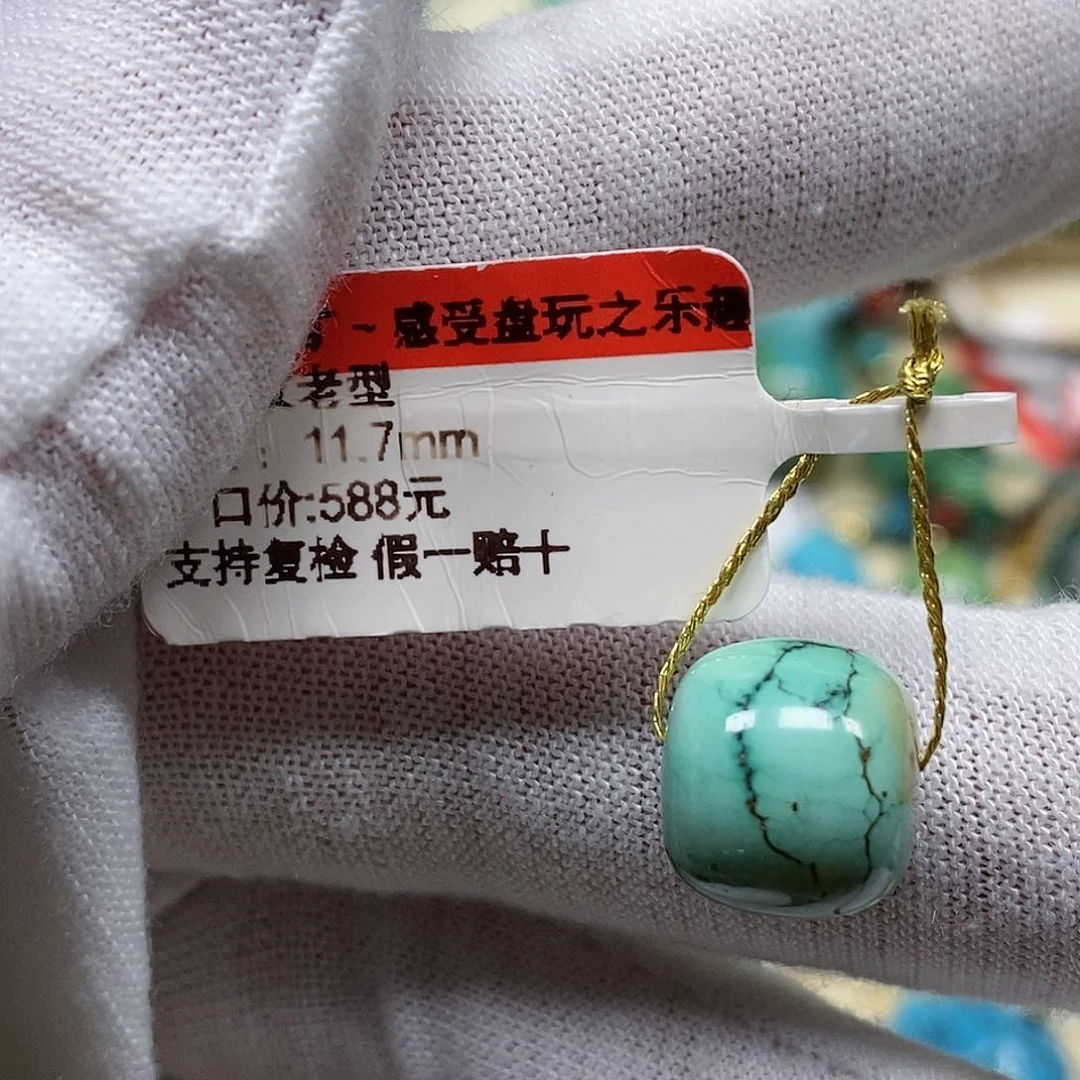 ~感受盘玩之乐趣
老型
: 11.7mm
口价:588元
支持复检 假一赔十